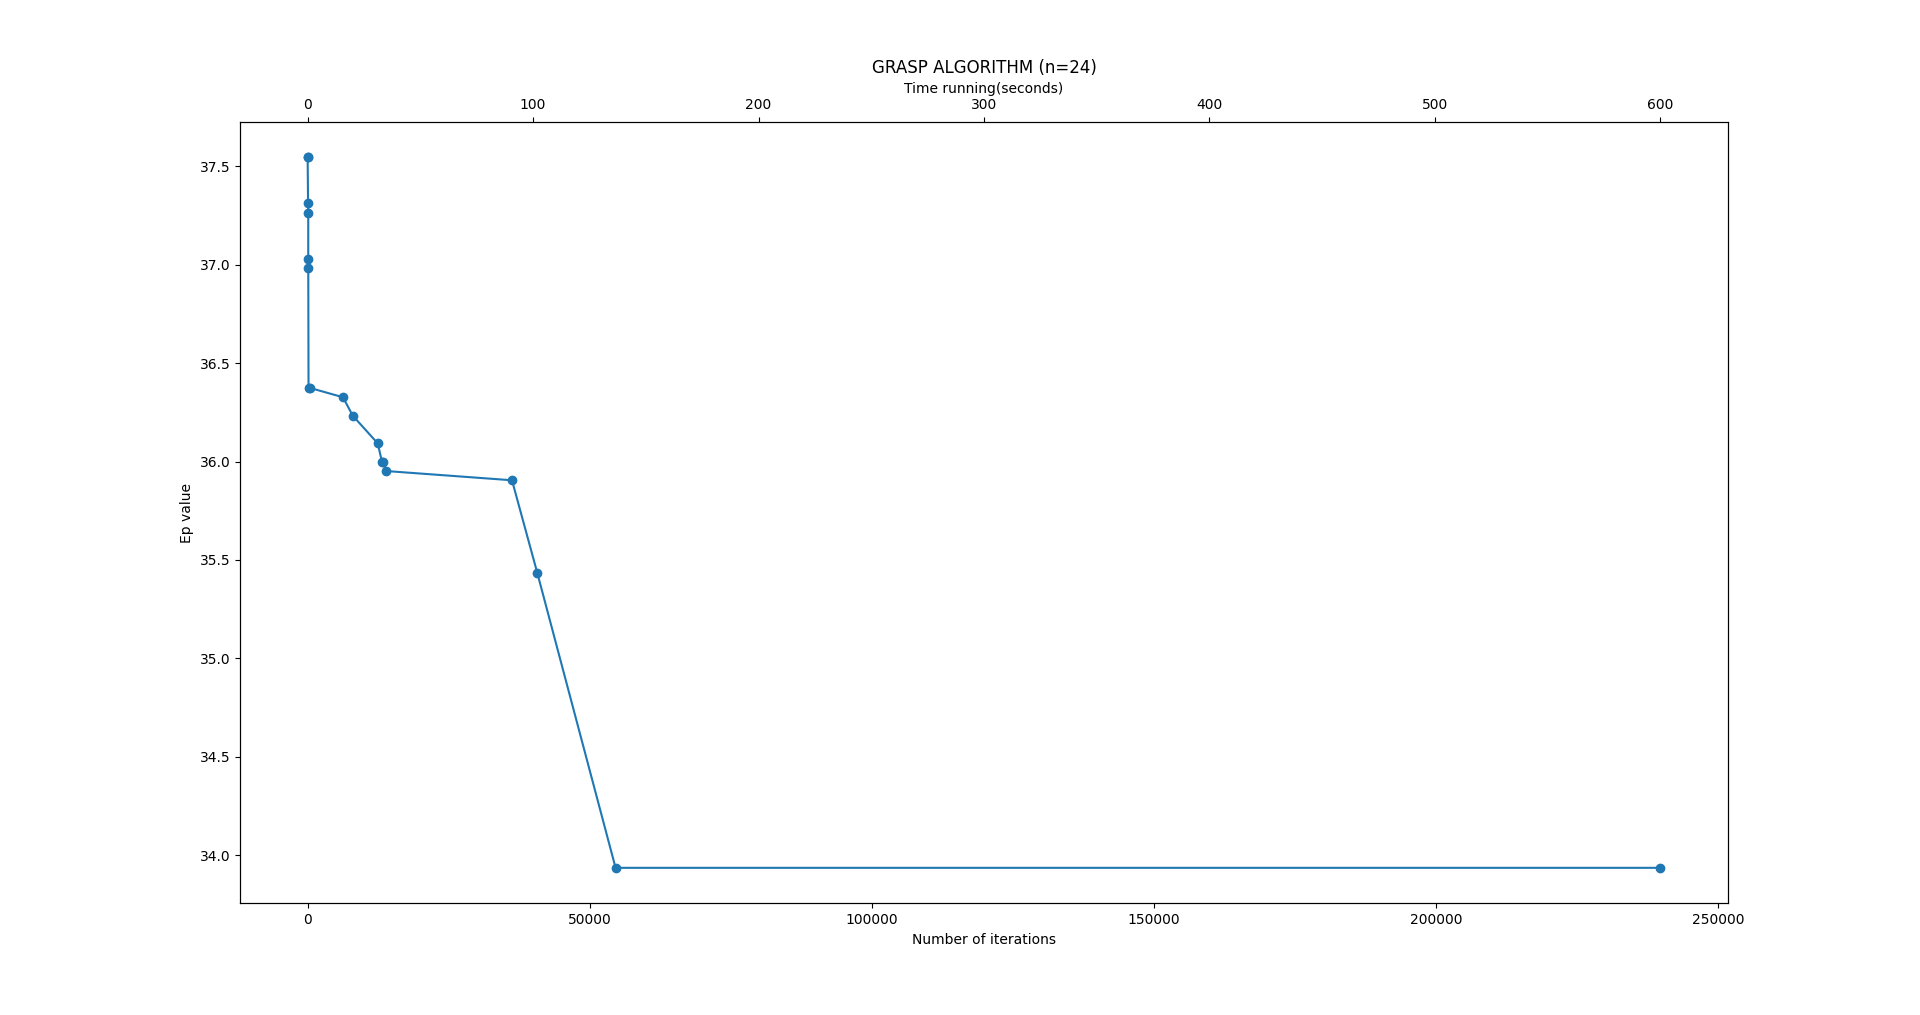 GRASP ALGORITHM (n=24)
Time running(seconds)
0 100 200 300 400 500 600
37.5
37.0
36.5
36.0
35.5
35.0
34.5
34.0
Ep value
0 50000 100000 150000 200000 250000
Number of iterations